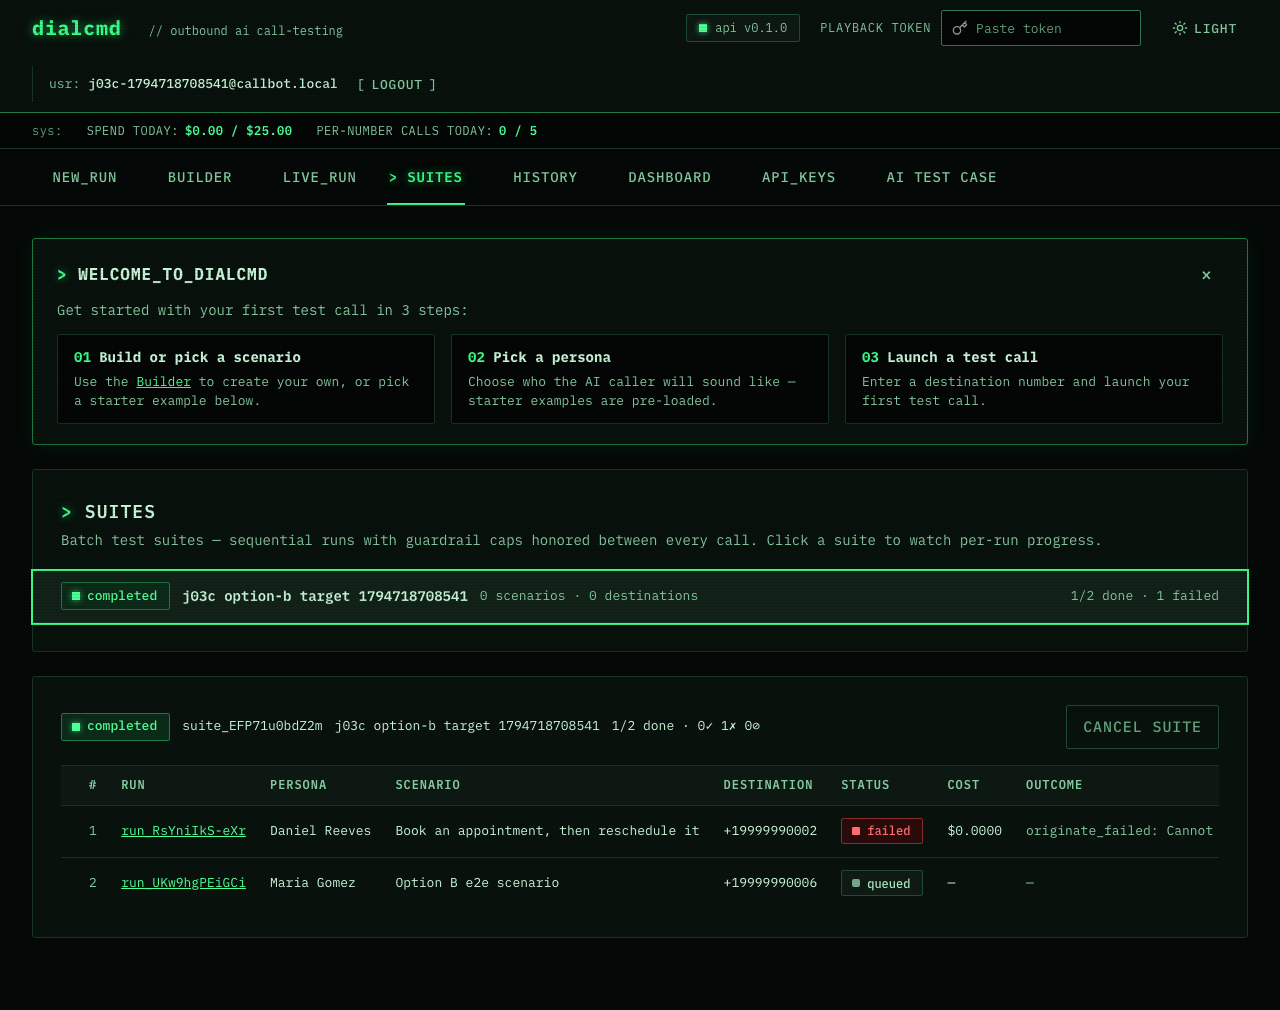 dialcmd // outbound ai call-testing api v0.1.0 PLAYBACK TOKEN Paste token LIGHT
usr: j03c-1794718708541@callbot.local [ LOGOUT ]
sys: SPEND TODAY: $0.00 / $25.00 PER-NUMBER CALLS TODAY: 0 / 5
NEW_RUN BUILDER LIVE_RUN > SUITES HISTORY DASHBOARD API_KEYS AI TEST CASE
> WELCOME_TO_DIALCMD ×
Get started with your first test call in 3 steps:
01 Build or pick a scenario
Use the Builder to create your own, or pick
a starter example below.
02 Pick a persona
Choose who the AI caller will sound like —
starter examples are pre-loaded.
03 Launch a test call
Enter a destination number and launch your
first test call.
> SUITES
Batch test suites — sequential runs with guardrail caps honored between every call. Click a suite to watch per-run progress.
completed j03c option-b target 1794718708541 0 scenarios · 0 destinations 1/2 done · 1 failed
completed suite_EFP71u0bdZ2m j03c option-b target 1794718708541 1/2 done · 0✓ 1✗ 0⊘ CANCEL SUITE
# RUN PERSONA SCENARIO DESTINATION STATUS COST OUTCOME
1 run_RsYniIkS-eXr Daniel Reeves Book an appointment, then reschedule it +19999990002 failed $0.0000 originate_failed: Cannot
2 run_UKw9hgPEiGCi Maria Gomez Option B e2e scenario +19999990006 queued — —